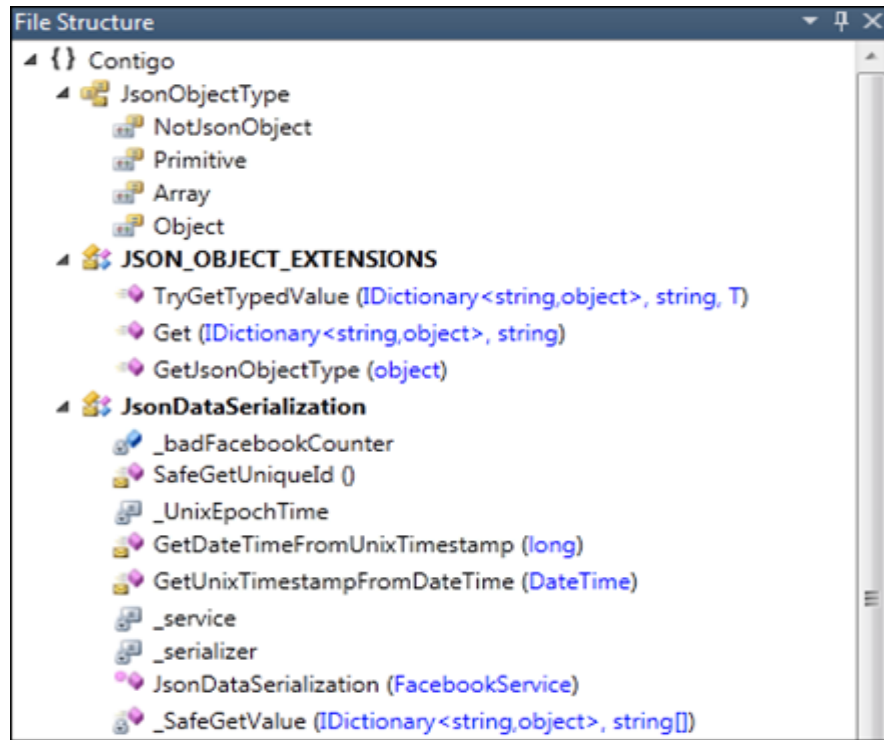 File Structure
{} Contigo
JsonObjectType
NotJsonObject
Primitive
Array
Object
JSON_OBJECT_EXTENSIONS
TryGetTypedValue (IDictionary<string,object>, string, T)
Get (IDictionary<string,object>, string)
GetJsonObjectType (object)
JsonDataSerialization
_badFacebookCounter
SafeGetUniqueId ()
_UnixEpochTime
GetDateTimeFromUnixTimestamp (long)
GetUnixTimestampFromDateTime (DateTime)
_service
_serializer
JsonDataSerialization (FacebookService)
_SafeGetValue (IDictionary<string,object>, string[])